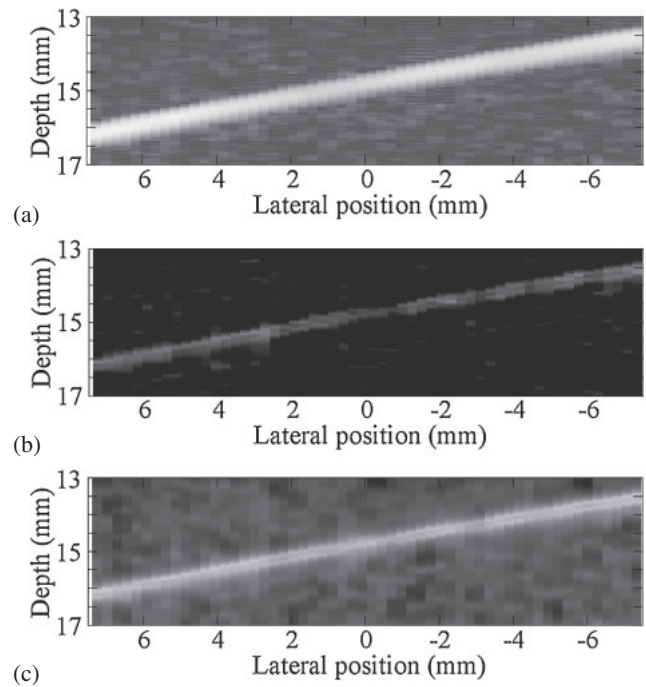 13
15
17
Depth (mm)
6 4 2 0 -2 -4 -6
Lateral position (mm)
(a)
13
15
17
Depth (mm)
6 4 2 0 -2 -4 -6
Lateral position (mm)
(b)
13
15
17
Depth (mm)
6 4 2 0 -2 -4 -6
Lateral position (mm)
(c)